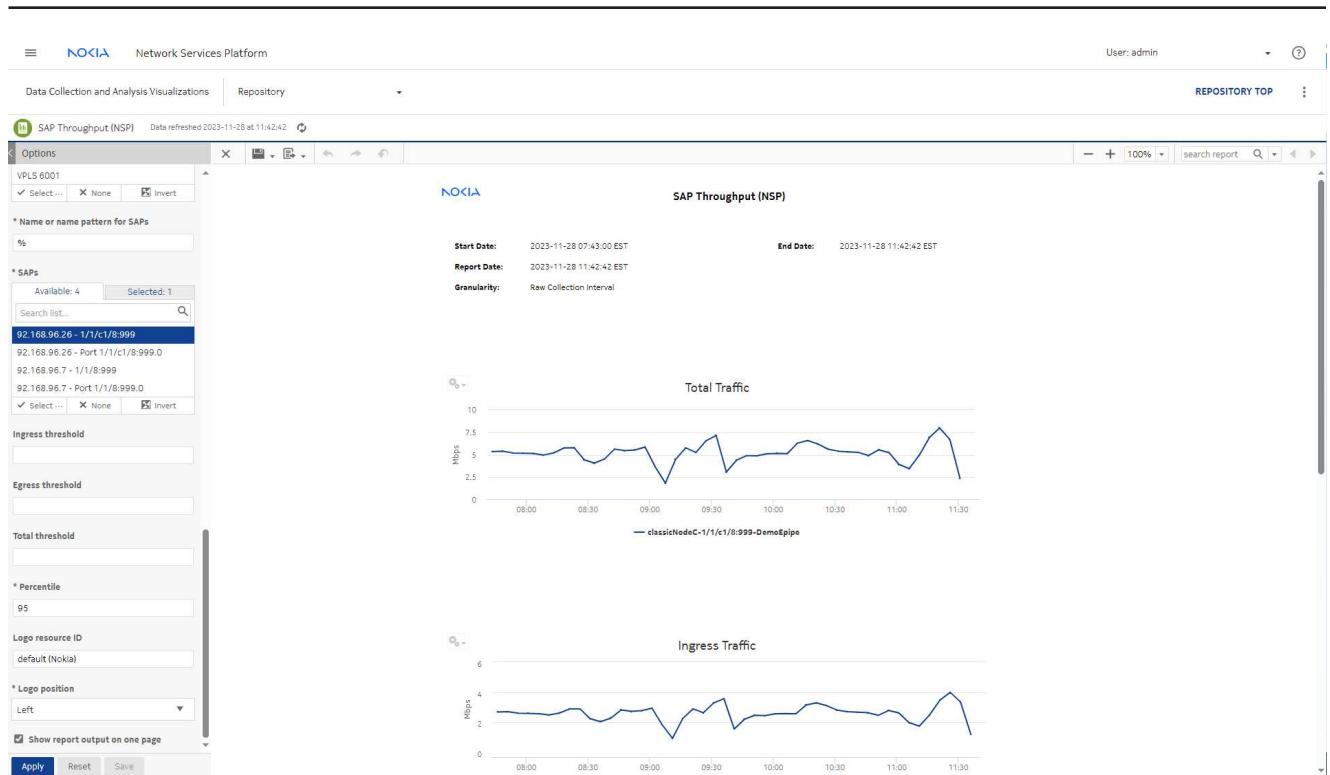 NOKIA
Network Services Platform
User: admin
?
Data Collection and Analysis Visualizations
Repository
REPOSITORY TOP
SAP Throughput (NSP)
Data refreshed 2023-11-28 at 11:42:42
Options
100%
search report
VPLS 6001
Select ...
None
Invert
* Name or name pattern for SAPs
%
* SAPs
Available: 4
Selected: 1
Search list...
92.168.96.26 - 1/1/c1/8:999
92.168.96.26 - Port 1/1/c1/8:999.0
92.168.96.7 - 1/1/8:999
92.168.96.7 - Port 1/1/8:999.0
Select ...
None
Invert
Ingress threshold
Egress threshold
Total threshold
* Percentile
95
Logo resource ID
default (Nokia)
* Logo position
Left
Show report output on one page
Apply
Reset
Save
NOKIA
SAP Throughput (NSP)
Start Date: 2023-11-28 07:43:00 EST
End Date: 2023-11-28 11:42:42 EST
Report Date: 2023-11-28 11:42:42 EST
Granularity: Raw Collection Interval
Total Traffic
Mbps
10
7.5
5
2.5
0
08:00 08:30 09:00 09:30 10:00 10:30 11:00 11:30
classicNodeC-1/1/c1/8:999-DemoEpipe
Ingress Traffic
Mbps
6
4
2
0
08:00 08:30 09:00 09:30 10:00 10:30 11:00 11:30